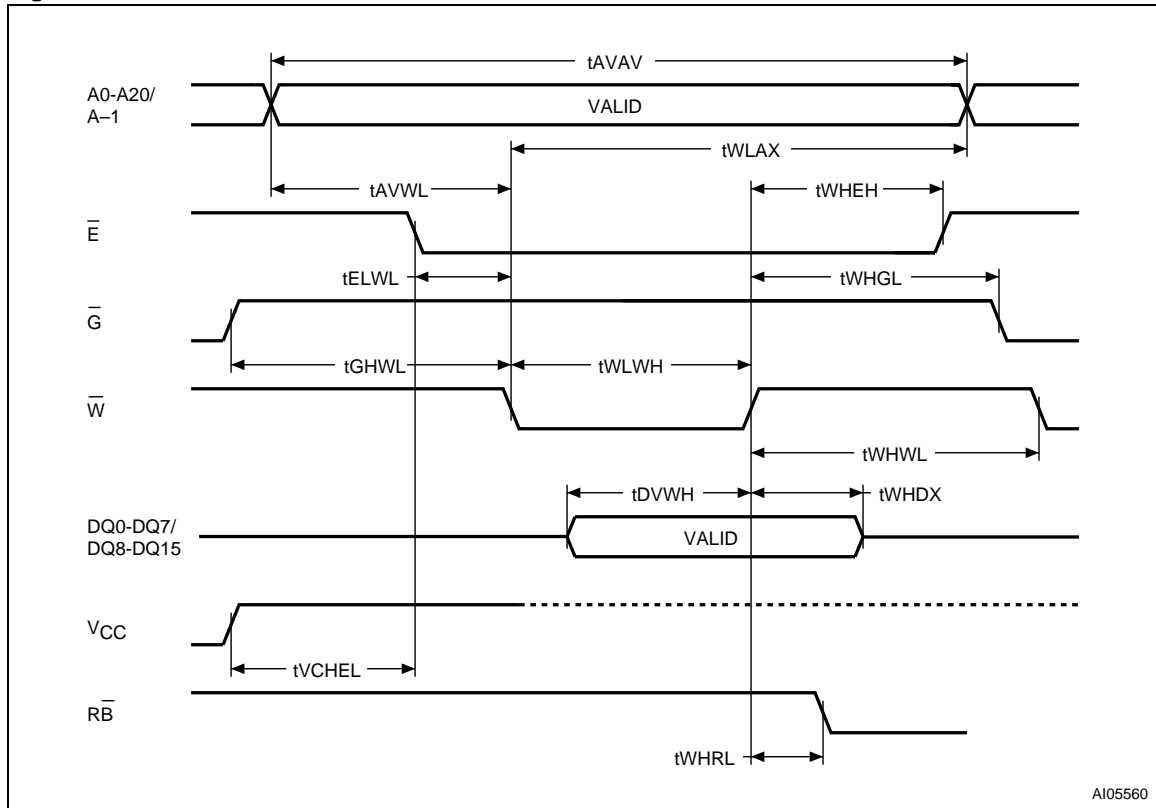 tAVAV
A0-A20/
A–1
VALID
tWLAX
tAVWL
tWHEH
E̅
tELWL
tWHGL
G̅
tGHWL
tWLWH
W̅
tWHWL
tDVWH
tWHDX
DQ0-DQ7/
DQ8-DQ15
VALID
VCC
tVCHEL
RB̅
tWHRL
AI05560